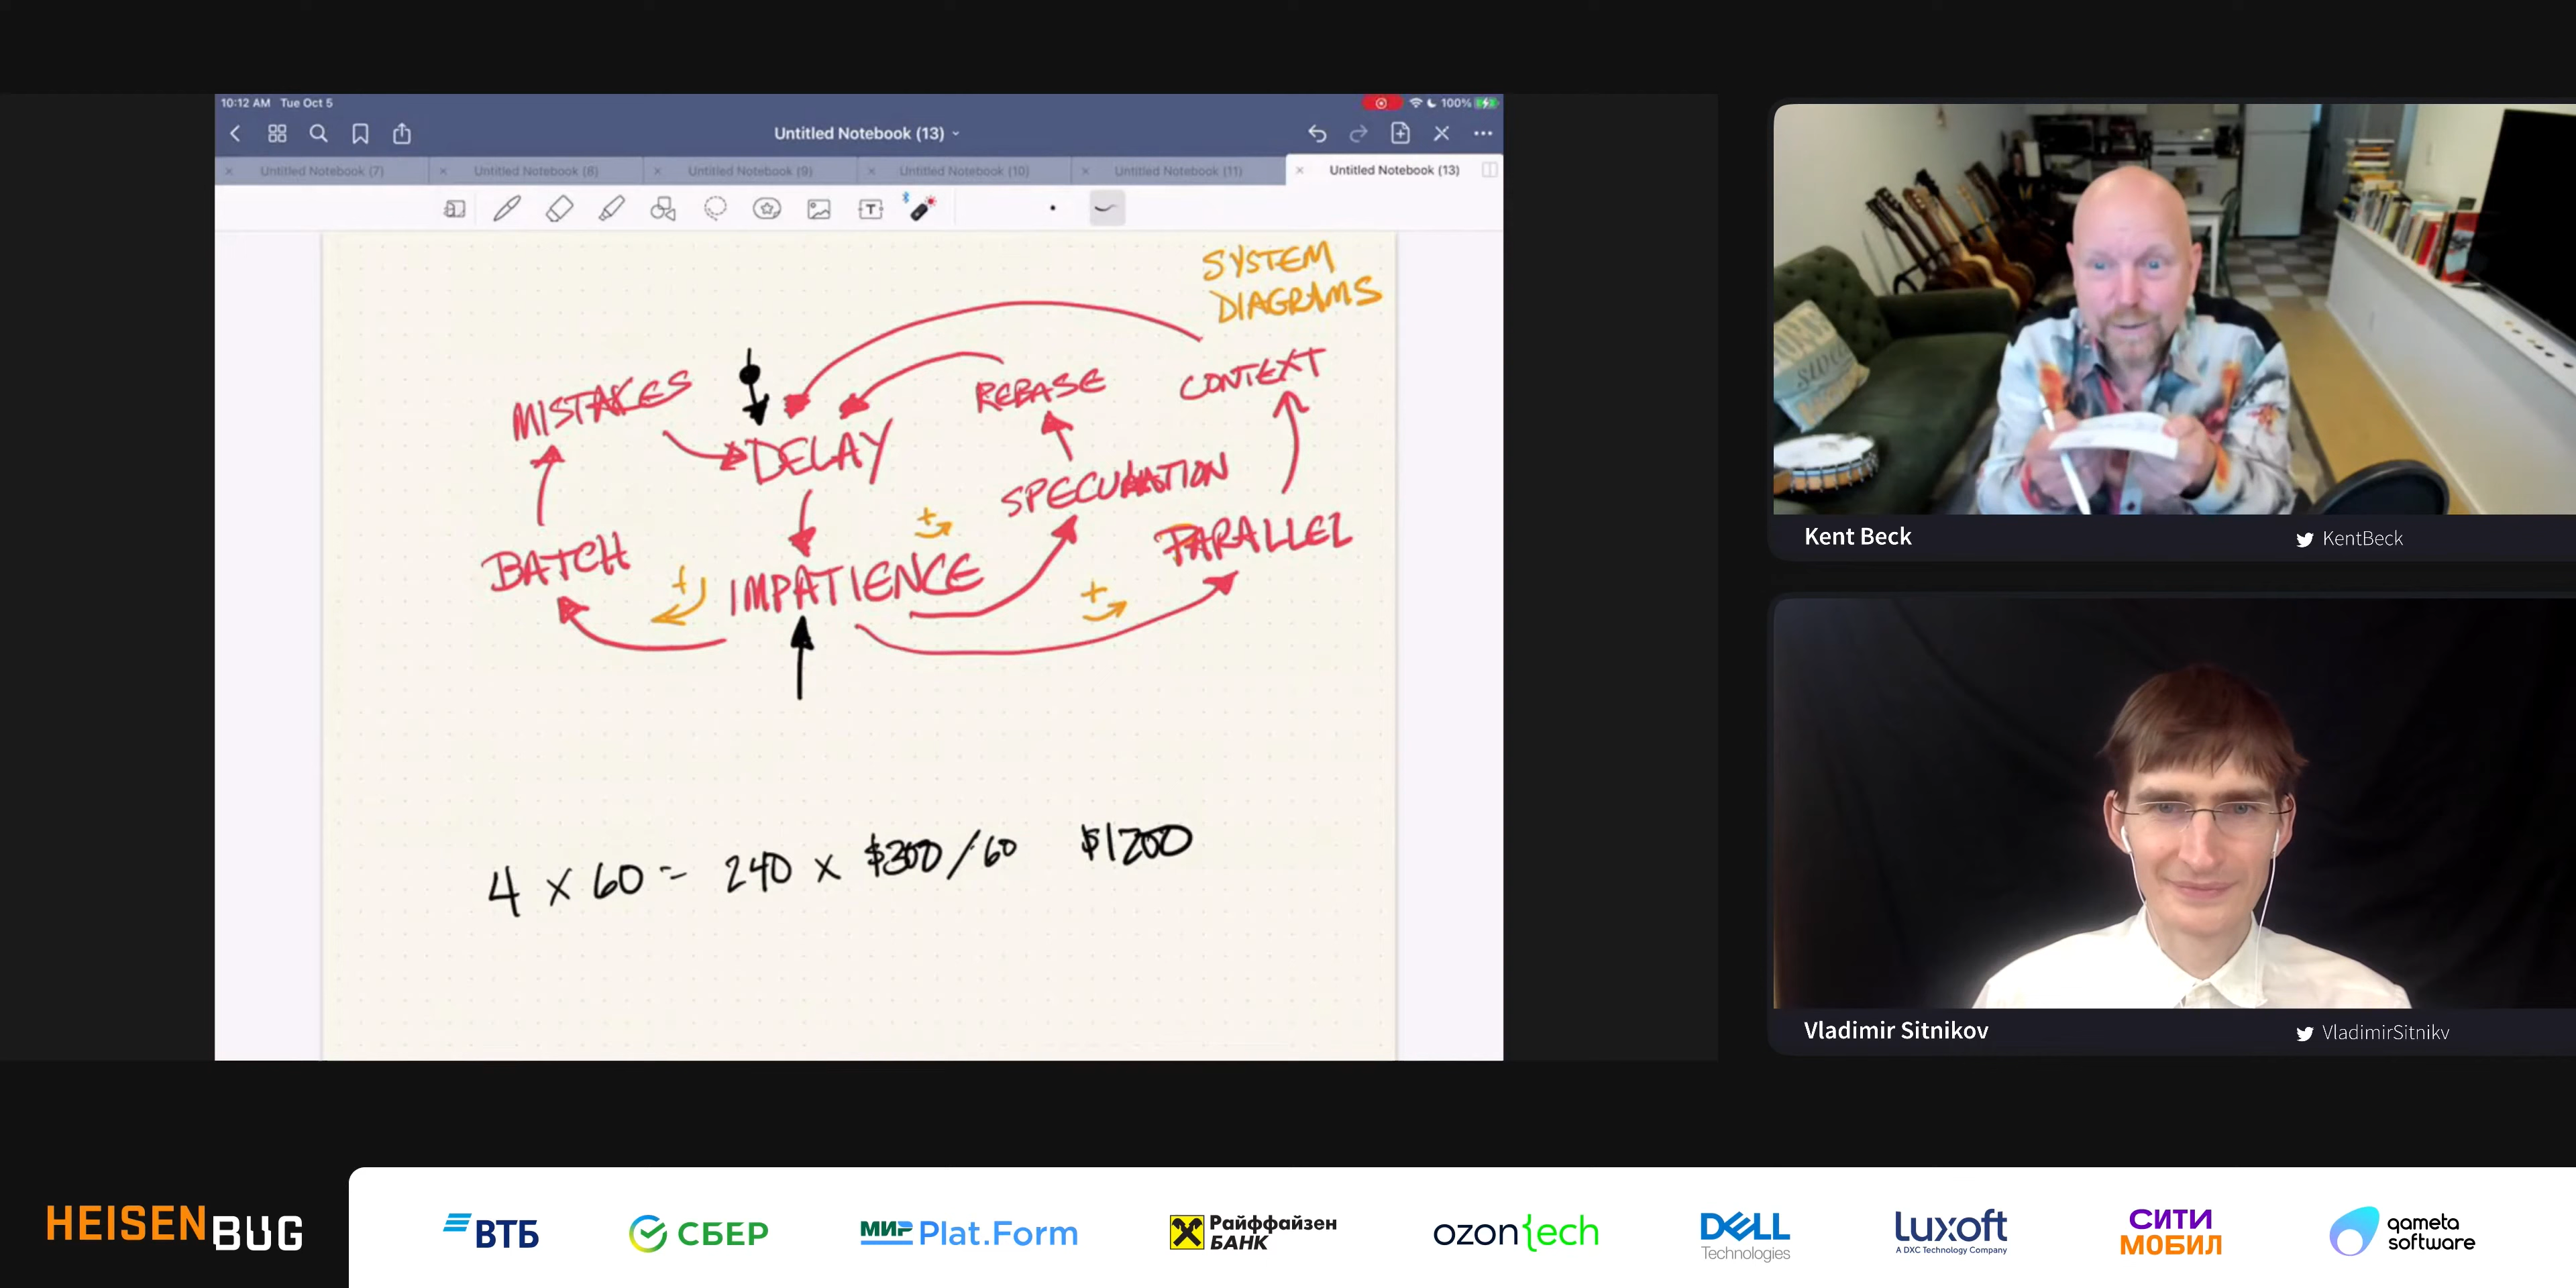 10:12 AM Tue Oct 5
100%
Untitled Notebook (13)
Untitled Notebook (7)
Untitled Notebook (8)
Untitled Notebook (9)
Untitled Notebook (10)
Untitled Notebook (11)
Untitled Notebook (13)
SYSTEM
DIAGRAMS
MISTAKES
REBASE
CONTEXT
DELAY
SPECULATION
PARALLEL
BATCH
IMPATIENCE
+
+
+
4 x 60 = 240 x $300/60 $1200
Kent Beck
KentBeck
Vladimir Sitnikov
VladimirSitnikv
HEISENBUG
ВТБ
СБЕР
МИР Plat.Form
Райффайзен
БАНК
ozon{ech
DELL
Technologies
Luxoft
A DXC Technology Company
СИТИ
МОБИЛ
qameta
software